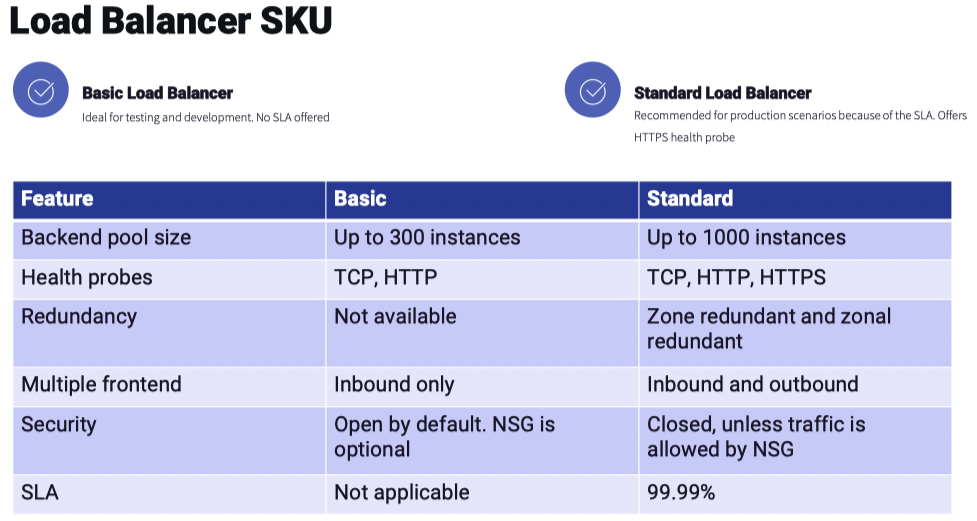 Load Balancer SKU
Basic Load Balancer
Ideal for testing and development. No SLA offered
Standard Load Balancer
Recommended for production scenarios because of the SLA. Offers
HTTPS health probe
Feature Basic Standard
Backend pool size Up to 300 instances Up to 1000 instances
Health probes TCP, HTTP TCP, HTTP, HTTPS
Redundancy Not available Zone redundant and zonal
redundant
Multiple frontend Inbound only Inbound and outbound
Security Open by default. NSG is Closed, unless traffic is
optional allowed by NSG
SLA Not applicable 99.99%